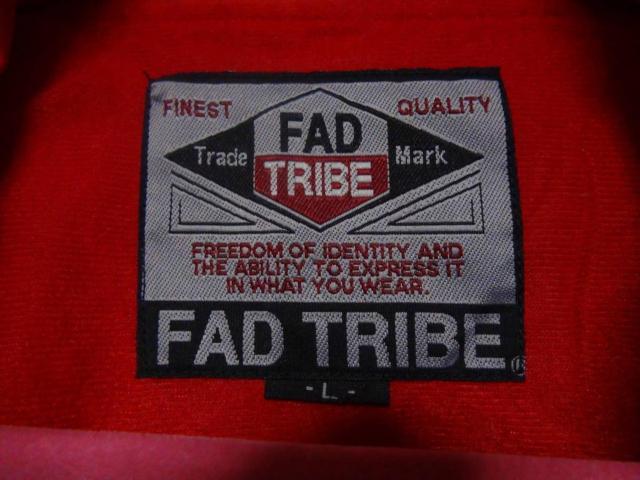 FINEST QUALITY
FAD
Trade Mark
TRIBE
FREEDOM OF IDENTITY AND
THE ABILITY TO EXPRESS IT
IN WHAT YOU WEAR.
FAD TRIBE®
- L -